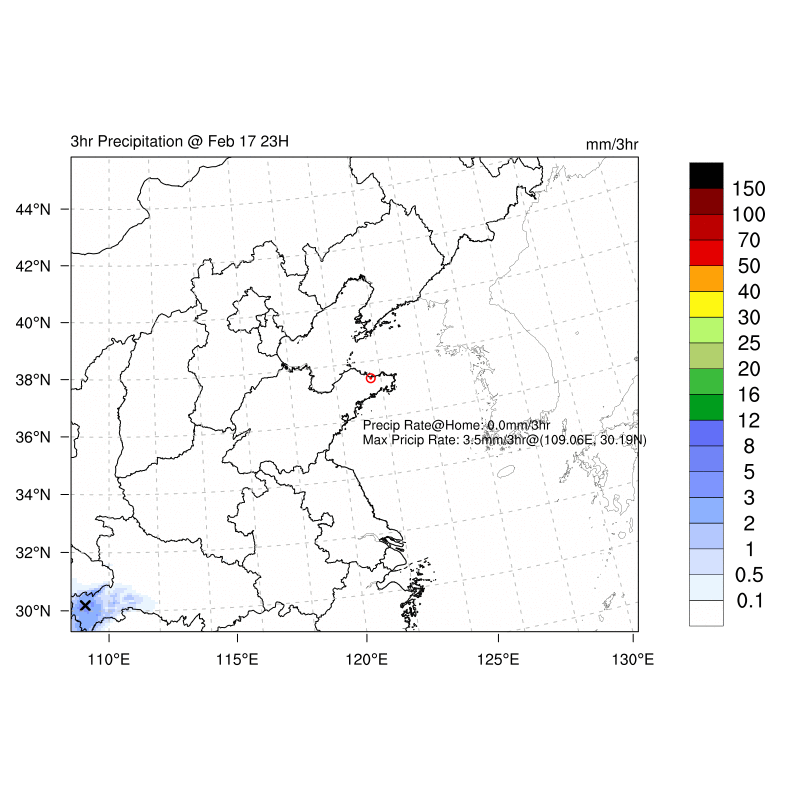 3hr Precipitation @ Feb 17 23H
mm/3hr
44°N
42°N
40°N
38°N
36°N
34°N
32°N
30°N
110°E
115°E
120°E
125°E
130°E
Precip Rate@Home: 0.0mm/3hr
Max Pricip Rate: 3.5mm/3hr@(109.06E, 30.19N)
150
100
70
50
40
30
25
20
16
12
8
5
3
2
1
0.5
0.1